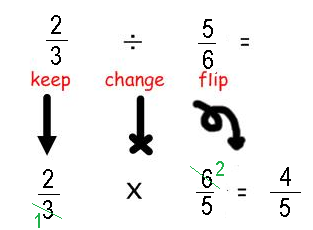 2/3 ÷ 5/6 =
keep change flip
2/3 x 6/5 = 4/5
1 2